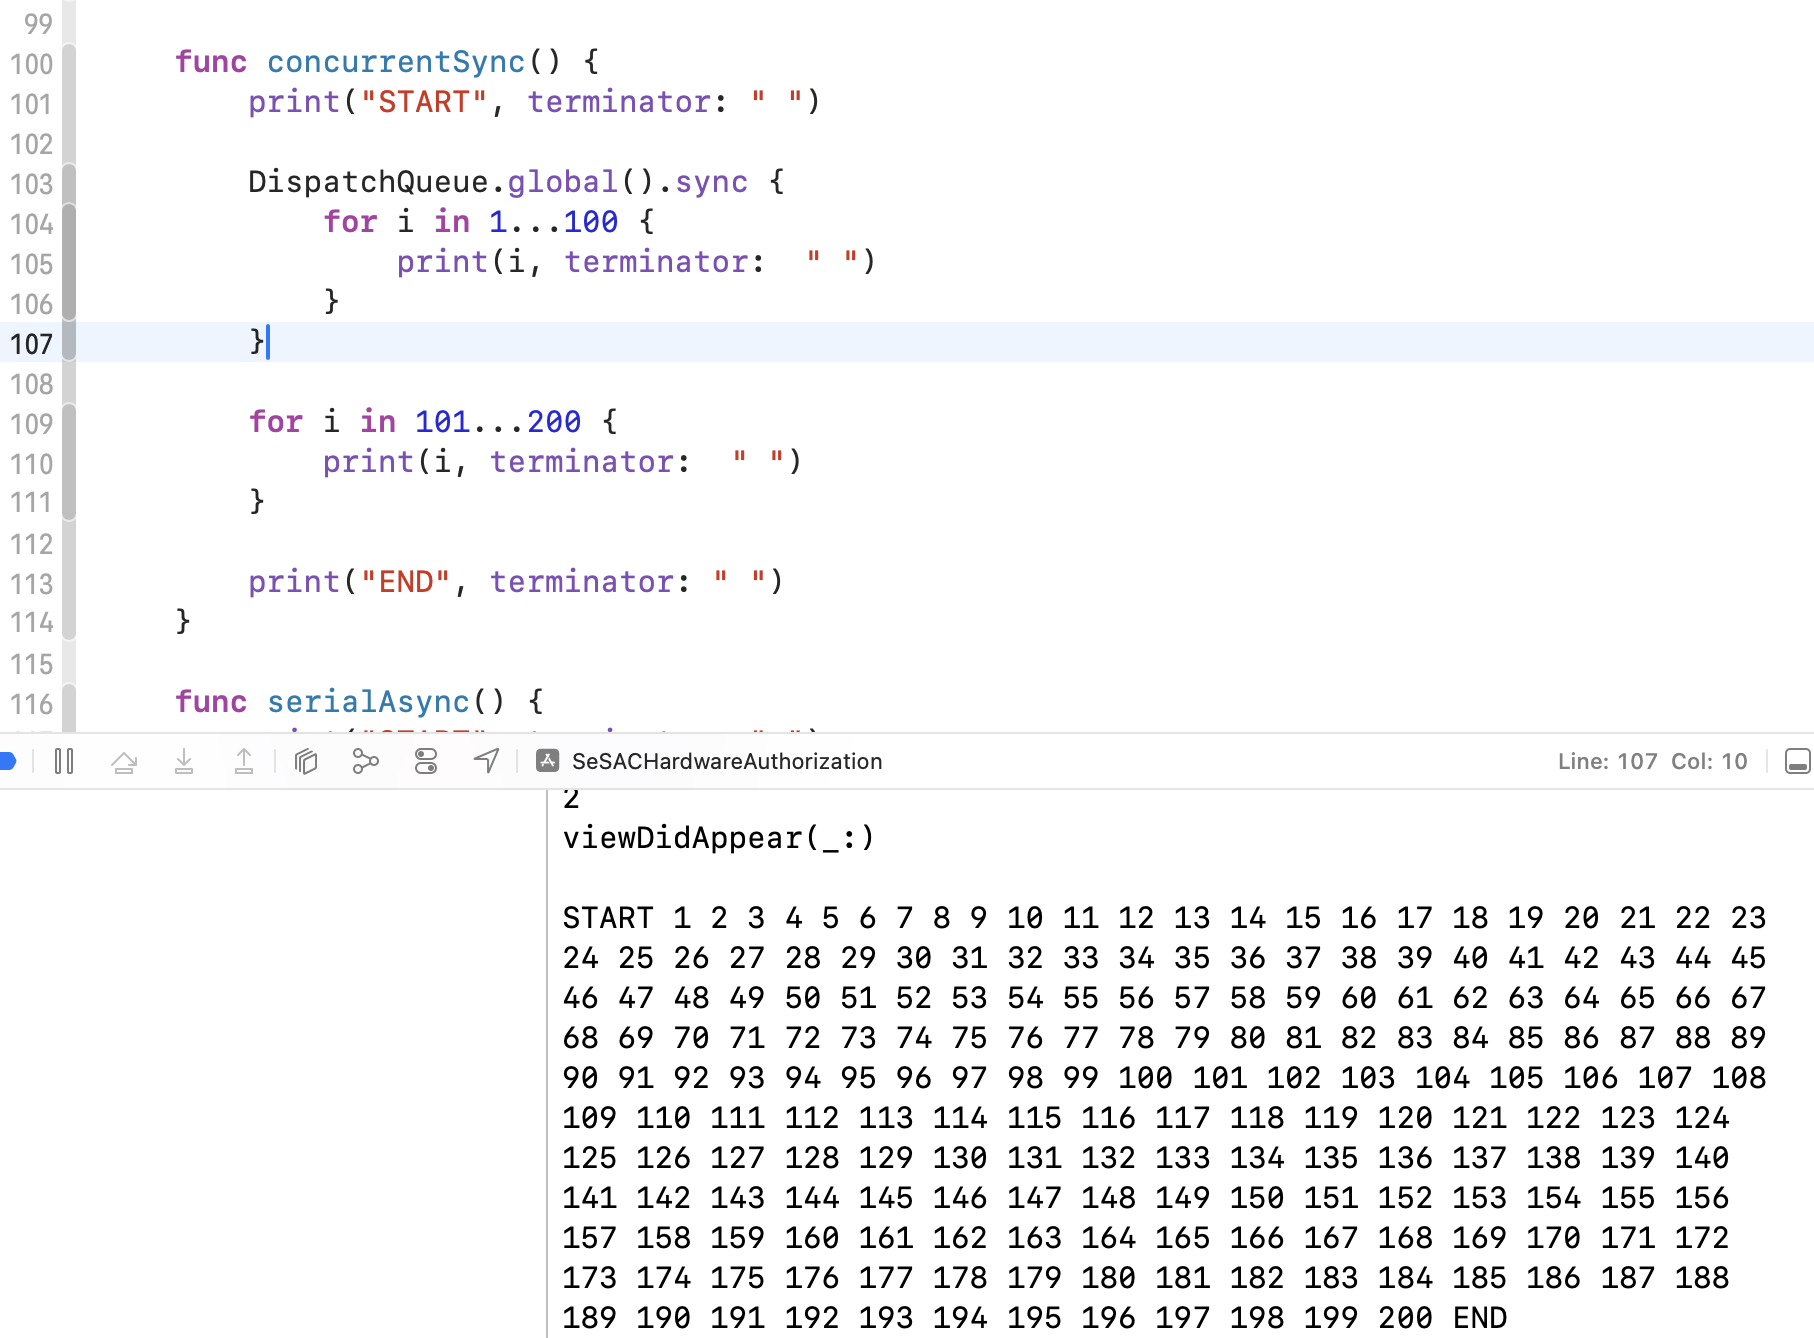 99
100 func concurrentSync() {
101 print("START", terminator: " ")
102
103 DispatchQueue.global().sync {
104 for i in 1...100 {
105 print(i, terminator:  " ")
106 }
107 }
108
109 for i in 101...200 {
110 print(i, terminator:  " ")
111 }
112
113 print("END", terminator: " ")
114 }
115
116 func serialAsync() {
SeSACHardwareAuthorization Line: 107 Col: 10
2
viewDidAppear(_:)
START 1 2 3 4 5 6 7 8 9 10 11 12 13 14 15 16 17 18 19 20 21 22 23
24 25 26 27 28 29 30 31 32 33 34 35 36 37 38 39 40 41 42 43 44 45
46 47 48 49 50 51 52 53 54 55 56 57 58 59 60 61 62 63 64 65 66 67
68 69 70 71 72 73 74 75 76 77 78 79 80 81 82 83 84 85 86 87 88 89
90 91 92 93 94 95 96 97 98 99 100 101 102 103 104 105 106 107 108
109 110 111 112 113 114 115 116 117 118 119 120 121 122 123 124
125 126 127 128 129 130 131 132 133 134 135 136 137 138 139 140
141 142 143 144 145 146 147 148 149 150 151 152 153 154 155 156
157 158 159 160 161 162 163 164 165 166 167 168 169 170 171 172
173 174 175 176 177 178 179 180 181 182 183 184 185 186 187 188
189 190 191 192 193 194 195 196 197 198 199 200 END